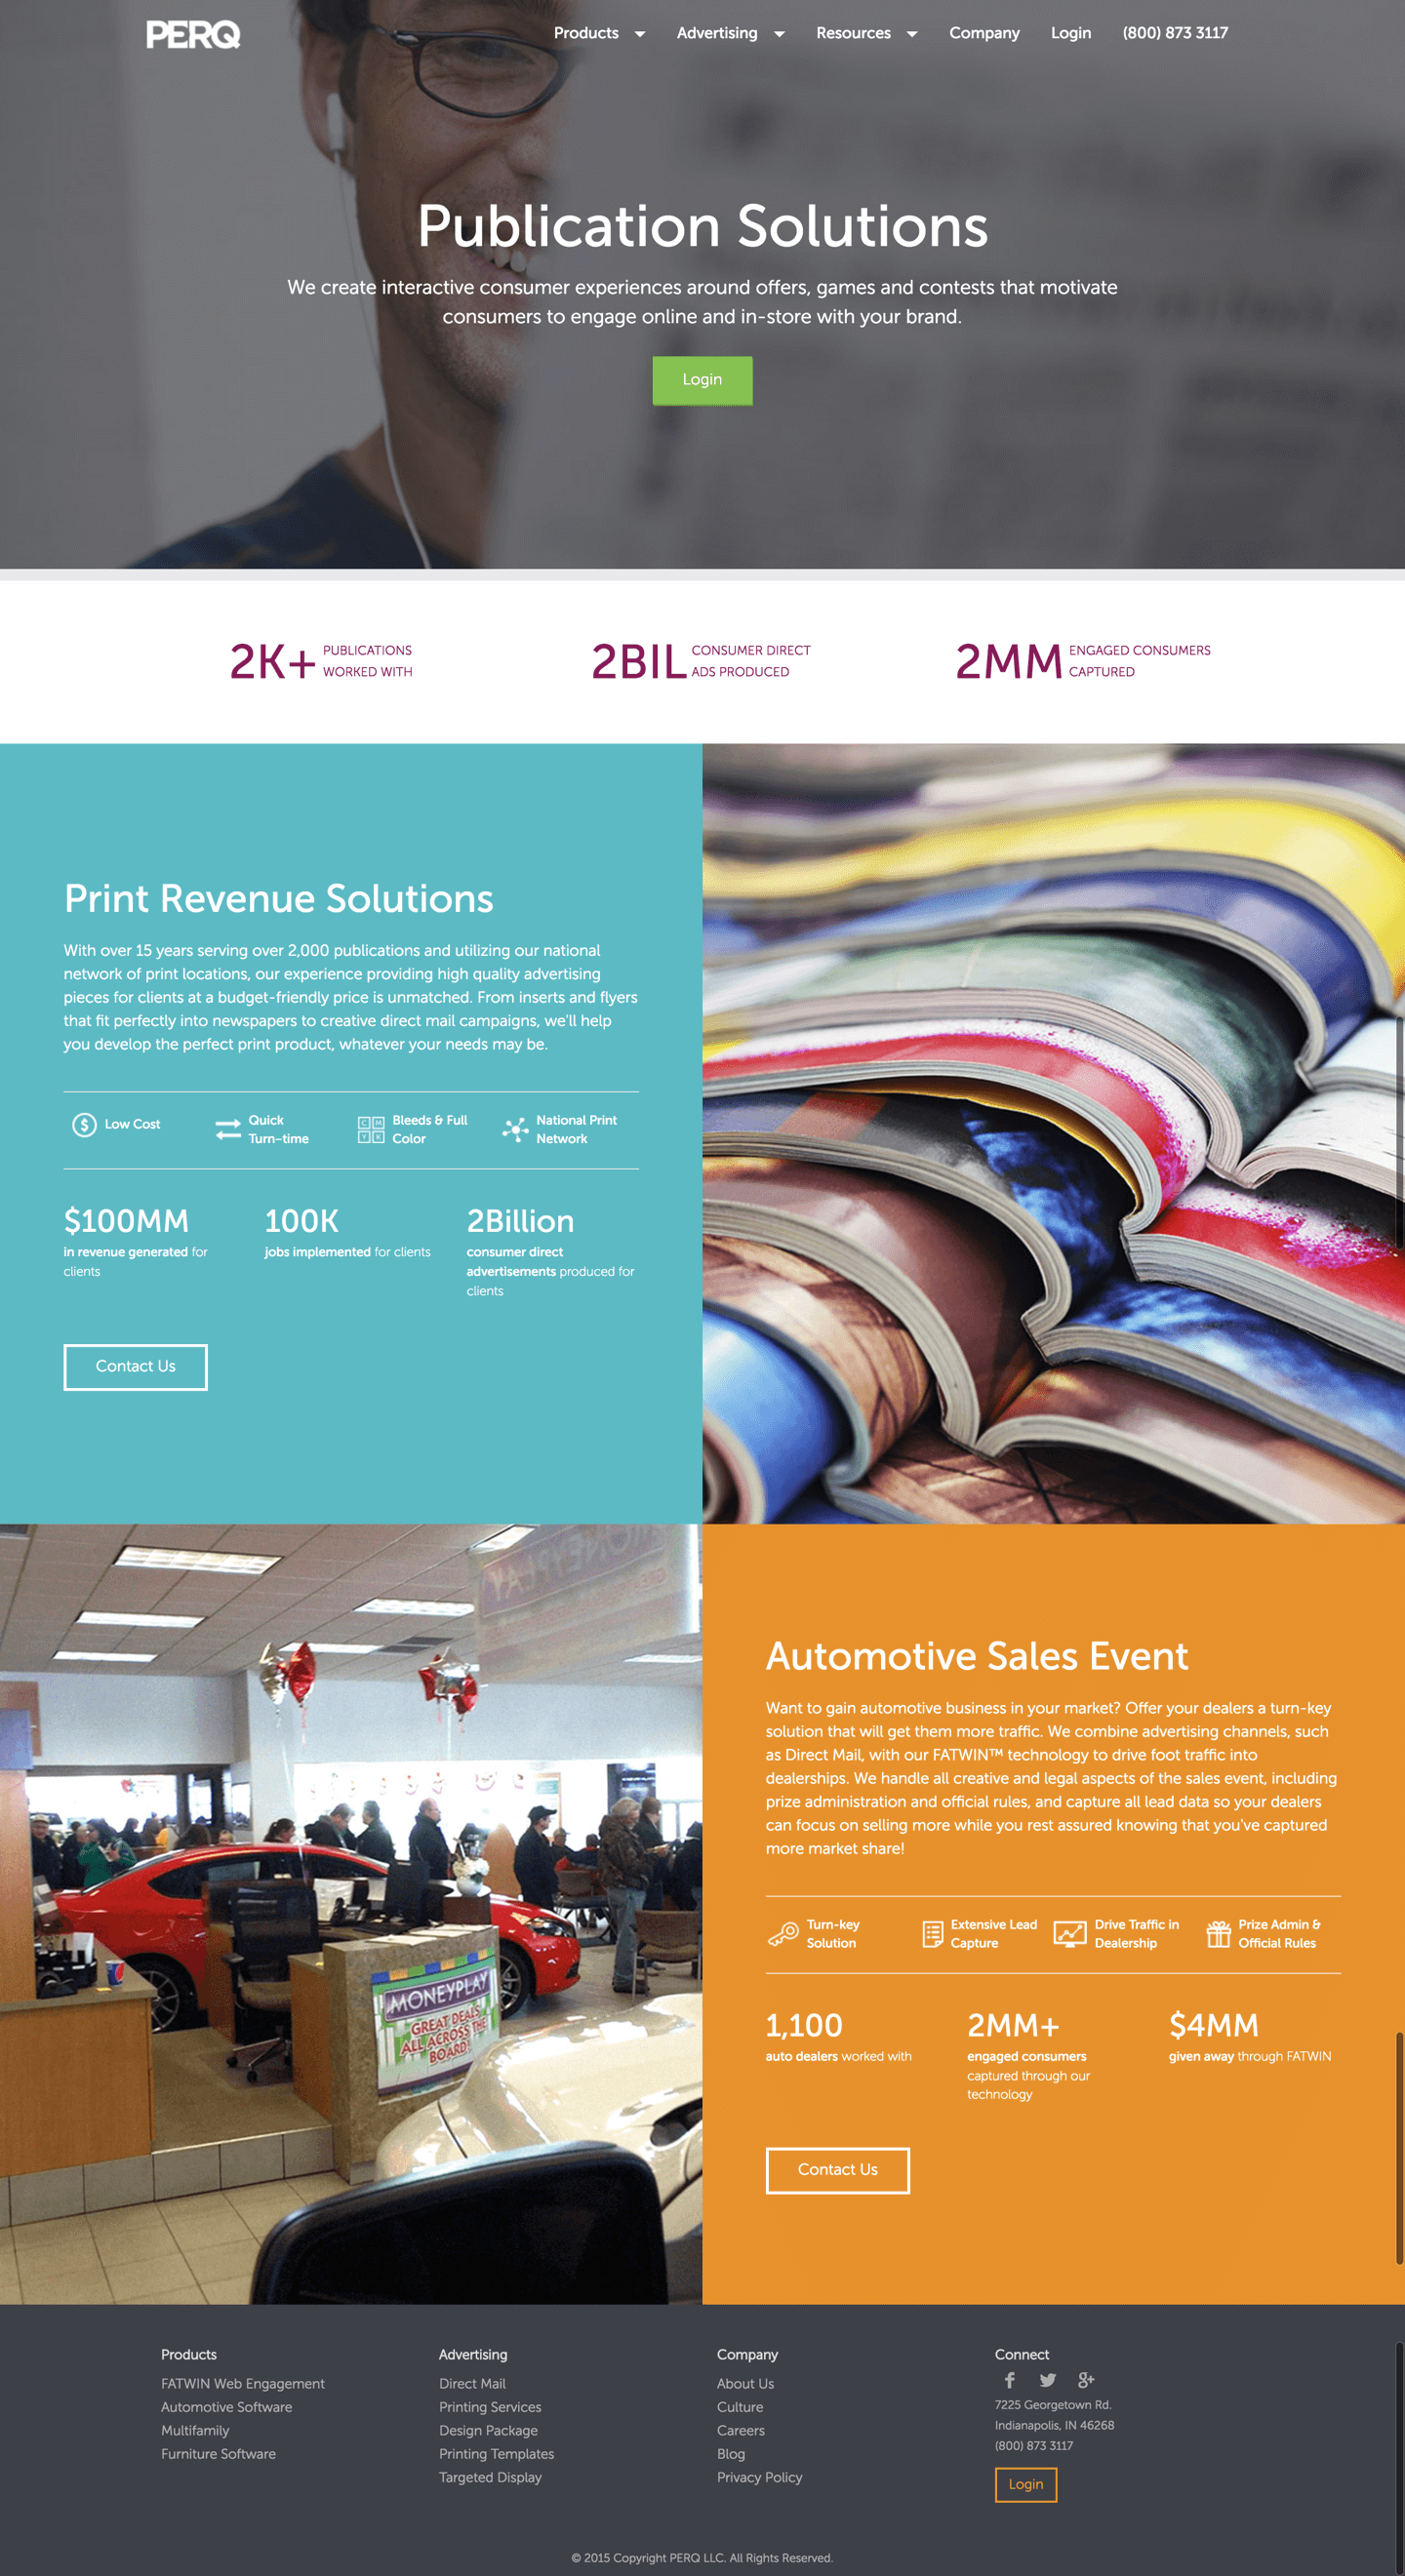 PERQ
Products
Advertising
Resources
Company
Login
(800) 873 3117
Publication Solutions
We create interactive consumer experiences around offers, games and contests that motivate
consumers to engage online and in-store with your brand.
Login
2K+
PUBLICATIONS
WORKED WITH
2BIL
CONSUMER DIRECT
ADS PRODUCED
2MM
ENGAGED CONSUMERS
CAPTURED
Print Revenue Solutions
With over 15 years serving over 2,000 publications and utilizing our national
network of print locations, our experience providing high quality advertising
pieces for clients at a budget-friendly price is unmatched. From inserts and flyers
that fit perfectly into newspapers to creative direct mail campaigns, we'll help
you develop the perfect print product, whatever your needs may be.
$
Low Cost
Quick
Turn-time
C M
Y K
Bleeds & Full
Color
National Print
Network
$100MM
in revenue generated for
clients
100K
jobs implemented for clients
2Billion
consumer direct
advertisements produced for
clients
Contact Us
MONEYPLAY
MONEYPLAY
GREAT DEALS
ALL ACROSS THE
BOARD!
Automotive Sales Event
Want to gain automotive business in your market? Offer your dealers a turn-key
solution that will get them more traffic. We combine advertising channels, such
as Direct Mail, with our FATWIN™ technology to drive foot traffic into
dealerships. We handle all creative and legal aspects of the sales event, including
prize administration and official rules, and capture all lead data so your dealers
can focus on selling more while you rest assured knowing that you've captured
more market share!
Turn-key
Solution
Extensive Lead
Capture
Drive Traffic in
Dealership
Prize Admin &
Official Rules
1,100
auto dealers worked with
2MM+
engaged consumers
captured through our
technology
$4MM
given away through FATWIN
Contact Us
Products
FATWIN Web Engagement
Automotive Software
Multifamily
Furniture Software
Advertising
Direct Mail
Printing Services
Design Package
Printing Templates
Targeted Display
Company
About Us
Culture
Careers
Blog
Privacy Policy
Connect
7225 Georgetown Rd.
Indianapolis, IN 46268
(800) 873 3117
Login
© 2015 Copyright PERQ LLC. All Rights Reserved.